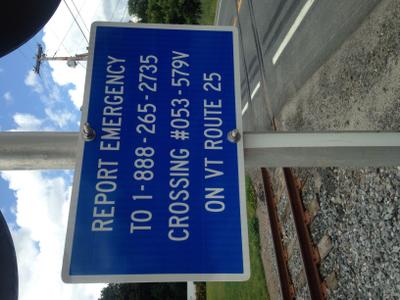 REPORT EMERGENCY
TO 1-888-265-2735
CROSSING #053-579V
ON VT ROUTE 25